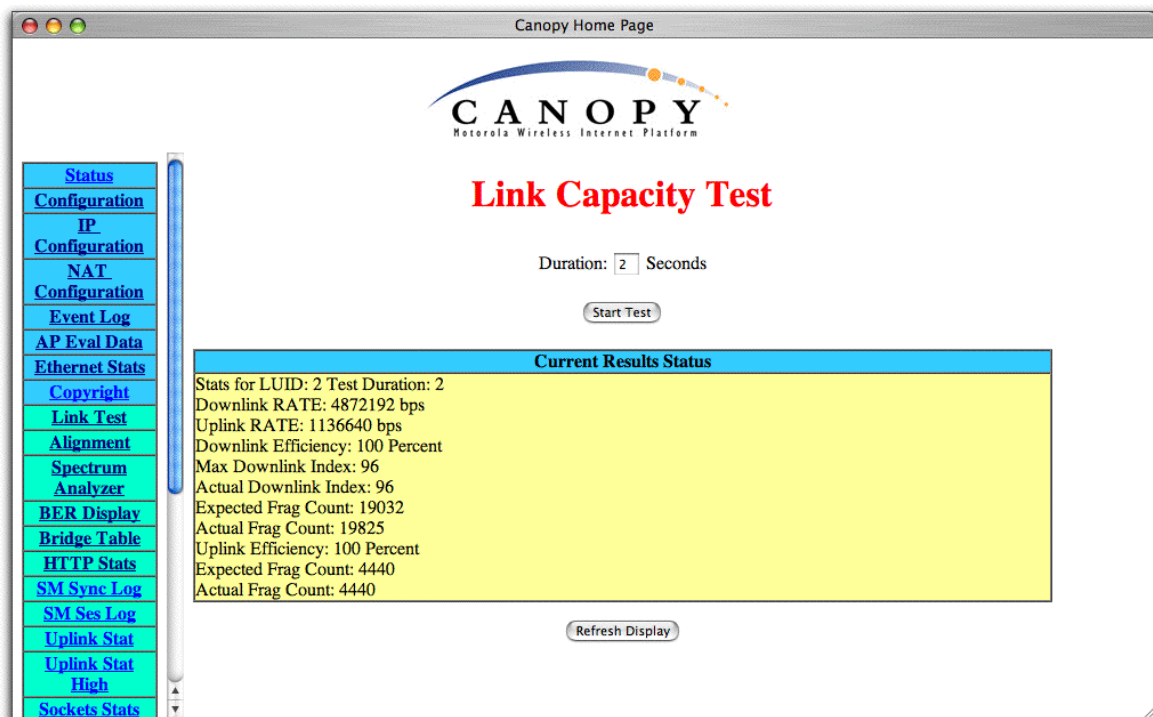 Canopy Home Page
CANOPY
Motorola Wireless Internet Platform
Status
Configuration
IP
Configuration
NAT
Configuration
Event Log
AP Eval Data
Ethernet Stats
Copyright
Link Test
Alignment
Spectrum
Analyzer
BER Display
Bridge Table
HTTP Stats
SM Sync Log
SM Ses Log
Uplink Stat
Uplink Stat
High
Sockets Stats
Link Capacity Test
Duration: 2 Seconds
Start Test
Current Results Status
Stats for LUID: 2 Test Duration: 2
Downlink RATE: 4872192 bps
Uplink RATE: 1136640 bps
Downlink Efficiency: 100 Percent
Max Downlink Index: 96
Actual Downlink Index: 96
Expected Frag Count: 19032
Actual Frag Count: 19825
Uplink Efficiency: 100 Percent
Expected Frag Count: 4440
Actual Frag Count: 4440
Refresh Display